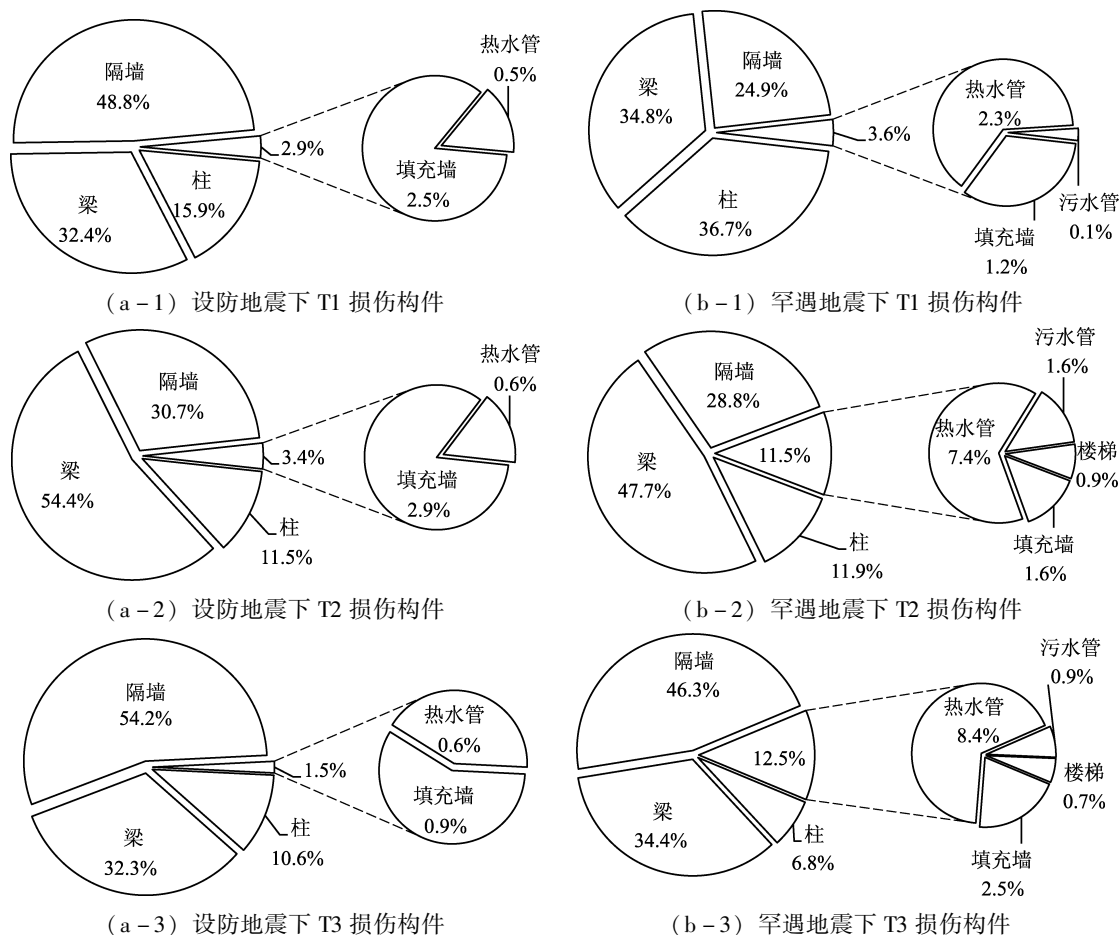 隔墙
48.8%
梁
32.4%
柱
15.9%
2.9%
填充墙
2.5%
热水管
0.5%
(a-1) 设防地震下 T1 损伤构件
梁
34.8%
隔墙
24.9%
3.6%
柱
36.7%
热水管
2.3%
污水管
0.1%
填充墙
1.2%
(b-1) 罕遇地震下 T1 损伤构件
隔墙
30.7%
梁
54.4%
3.4%
柱
11.5%
热水管
0.6%
填充墙
2.9%
(a-2) 设防地震下 T2 损伤构件
隔墙
28.8%
梁
47.7%
11.5%
柱
11.9%
污水管
1.6%
热水管
7.4%
楼梯
0.9%
填充墙
1.6%
(b-2) 罕遇地震下 T2 损伤构件
隔墙
54.2%
梁
32.3%
1.5%
柱
10.6%
热水管
0.6%
填充墙
0.9%
(a-3) 设防地震下 T3 损伤构件
隔墙
46.3%
梁
34.4%
12.5%
柱
6.8%
污水管
0.9%
热水管
8.4%
楼梯
0.7%
填充墙
2.5%
(b-3) 罕遇地震下 T3 损伤构件